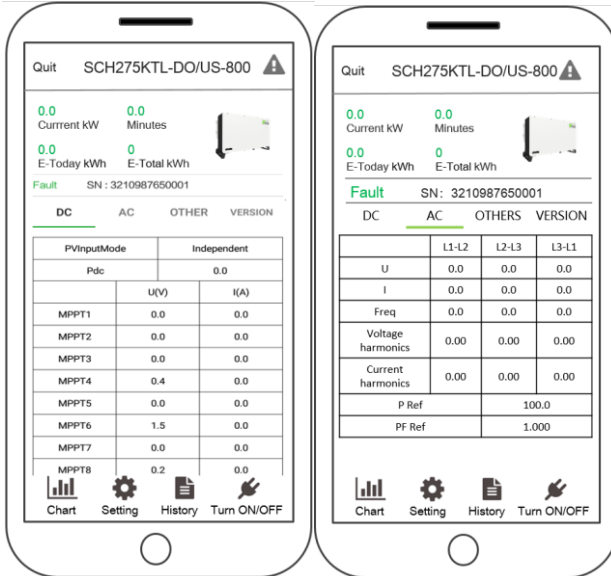 Quit SCH275KTL-DO/US-800
0.0 0.0
Currrent kW Minutes
0.0 0
E-Today kWh E-Total kWh
Fault SN : 3210987650001
DC AC OTHER VERSION
PVInputMode Independent
Pdc 0.0
U(V) I(A)
MPPT1 0.0 0.0
MPPT2 0.0 0.0
MPPT3 0.0 0.0
MPPT4 0.4 0.0
MPPT5 0.0 0.0
MPPT6 1.5 0.0
MPPT7 0.0 0.0
MPPT8 0.2 0.0
Chart Setting History Turn ON/OFF
Quit SCH275KTL-DO/US-800
0.0 0.0
Current kW Minutes
0.0 0
E-Today kWh E-Total kWh
Fault SN: 3210987650001
DC AC OTHERS VERSION
L1-L2 L2-L3 L3-L1
U 0.0 0.0 0.0
I 0.0 0.0 0.0
Freq 0.0 0.0 0.0
Voltage
harmonics 0.00 0.00 0.00
Current
harmonics 0.00 0.00 0.00
P Ref 100.0
PF Ref 1.000
Chart Setting History Turn ON/OFF